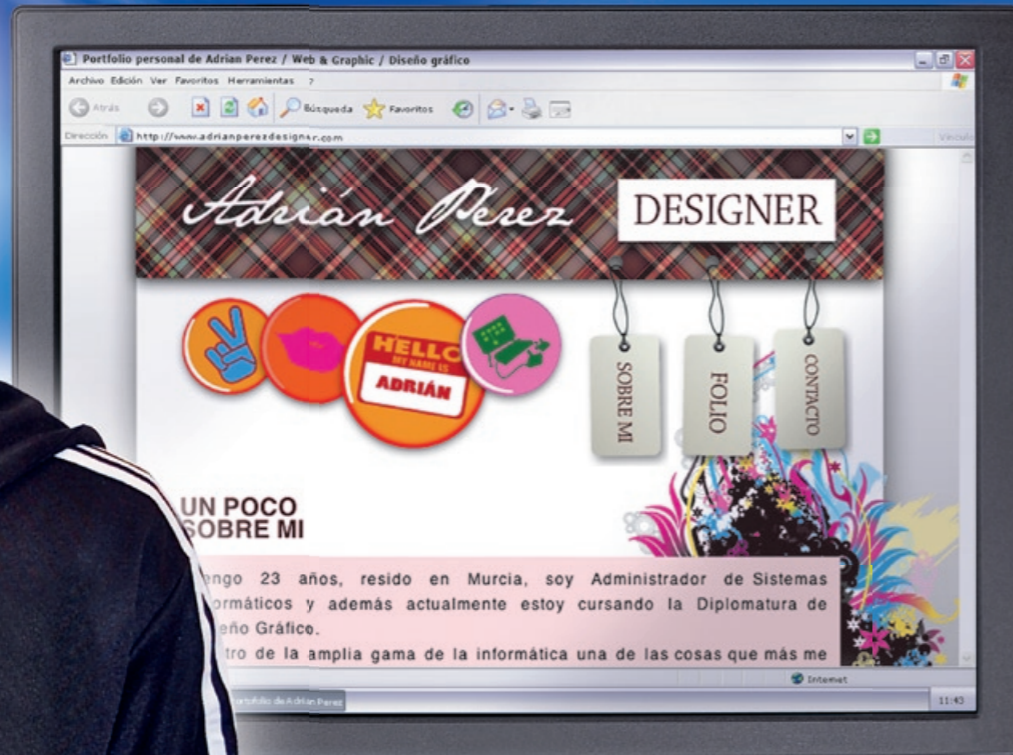 Portfolio personal de Adrian Perez / Web & Graphic / Diseño gráfico
Archivo Edición Ver Favoritos Herramientas ?
Atrás Búsqueda Favoritos
Dirección http://www.adrianperezdesigner.com
Adrián Perez DESIGNER
HELLO
MY NAME IS
ADRIÁN
SOBRE MI
FOLIO
CONTACTO
UN POCO
SOBRE MI
engo 23 años, resido en Murcia, soy Administrador de Sistemas
ormáticos y además actualmente estoy cursando la Diplomatura de
eño Gráfico.
tro de la amplia gama de la informática una de las cosas que más me
Internet
Portofolio de Adrian Perez
11:43